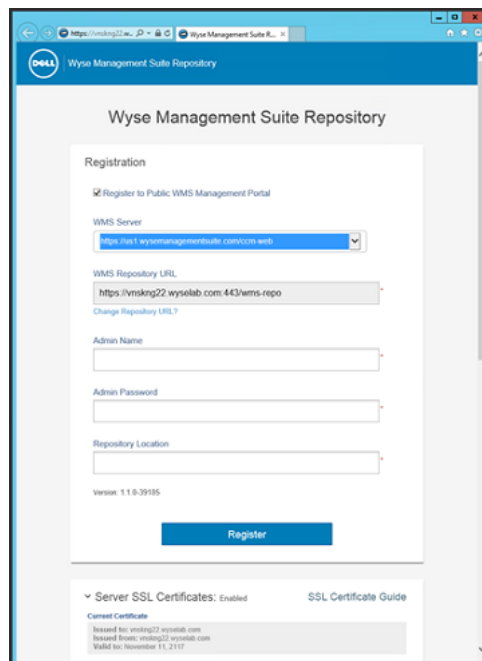 https://vnskng22.w...
Wyse Management Suite R...
DELL
Wyse Management Suite Repository
Wyse Management Suite Repository
Registration
Register to Public WMS Management Portal
WMS Server
https://us1.wysemanagementsuite.com/ccm-web
WMS Repository URL
https://vnskng22.wyselab.com:443/wms-repo
*
Change Repository URL?
Admin Name
*
Admin Password
*
Repository Location
*
Version: 1.1.0-39185
Register
Server SSL Certificates: Enabled
SSL Certificate Guide
Current Certificate
Issued to: vnskng22.wyselab.com
Issued from: vnskng22.wyselab.com
Valid to: November 11, 2117